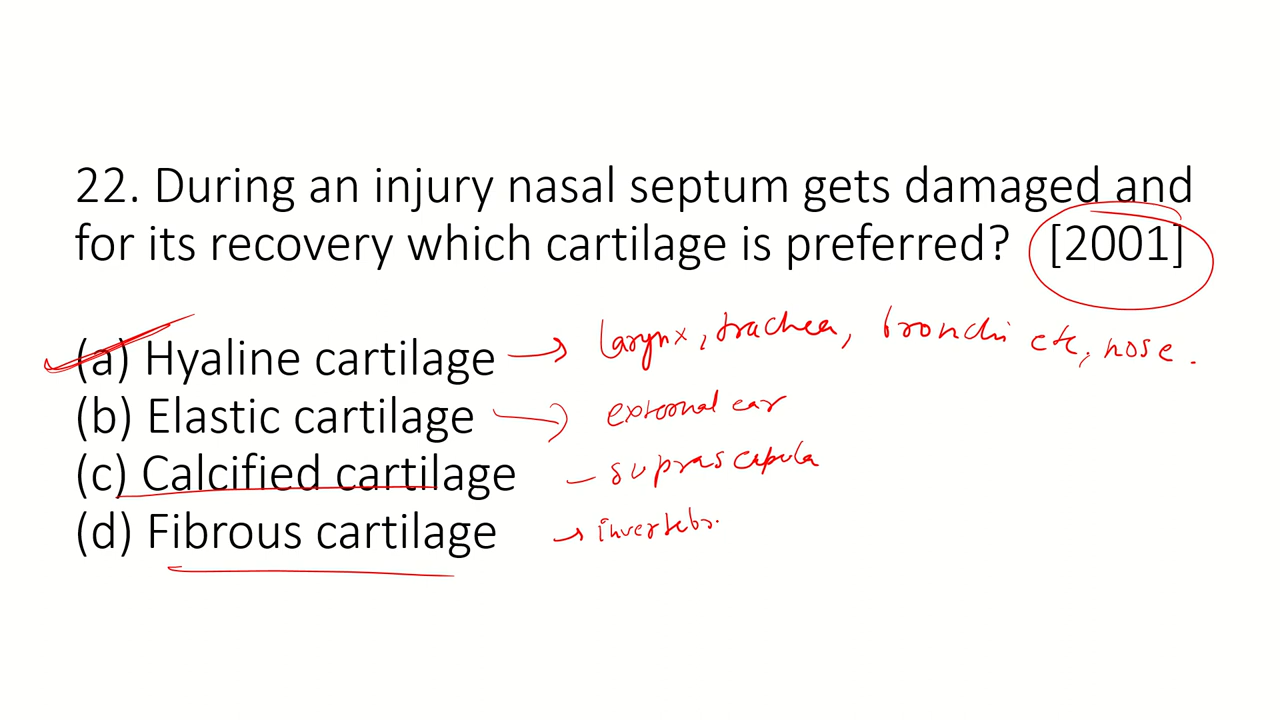 22. During an injury nasal septum gets damaged and
for its recovery which cartilage is preferred? [2001]
(a) Hyaline cartilage → larynx, trachea, bronchi etc, nose.
(b) Elastic cartilage → external ear
(c) Calcified cartilage – suprascapula
(d) Fibrous cartilage → invertebr.